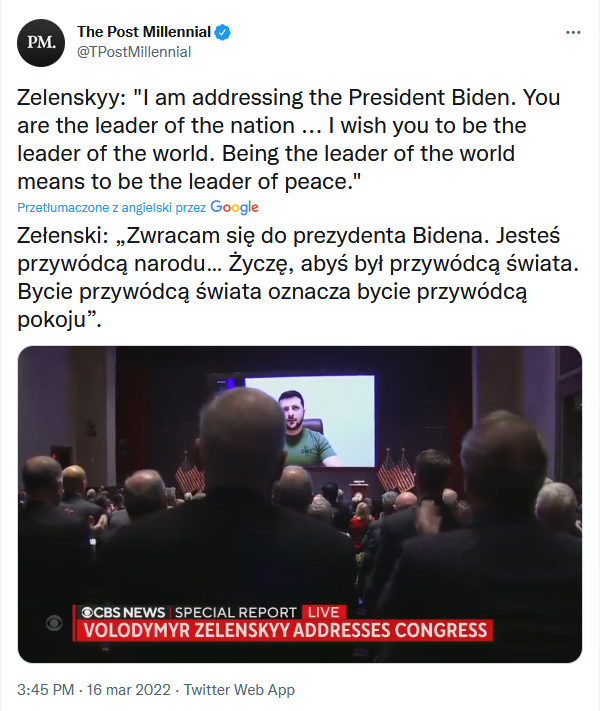 PM.
The Post Millennial
@TPostMillennial
Zelenskyy: "I am addressing the President Biden. You
are the leader of the nation … I wish you to be the
leader of the world. Being the leader of the world
means to be the leader of peace."
Przetłumaczone z angielski przez Google
Zełenski: „Zwracam się do prezydenta Bidena. Jesteś
przywódcą narodu… Życzę, abyś był przywódcą świata.
Bycie przywódcą świata oznacza bycie przywódcą
pokoju”.
CBS NEWS SPECIAL REPORT LIVE
VOLODYMYR ZELENSKYY ADDRESSES CONGRESS
3:45 PM · 16 mar 2022 · Twitter Web App